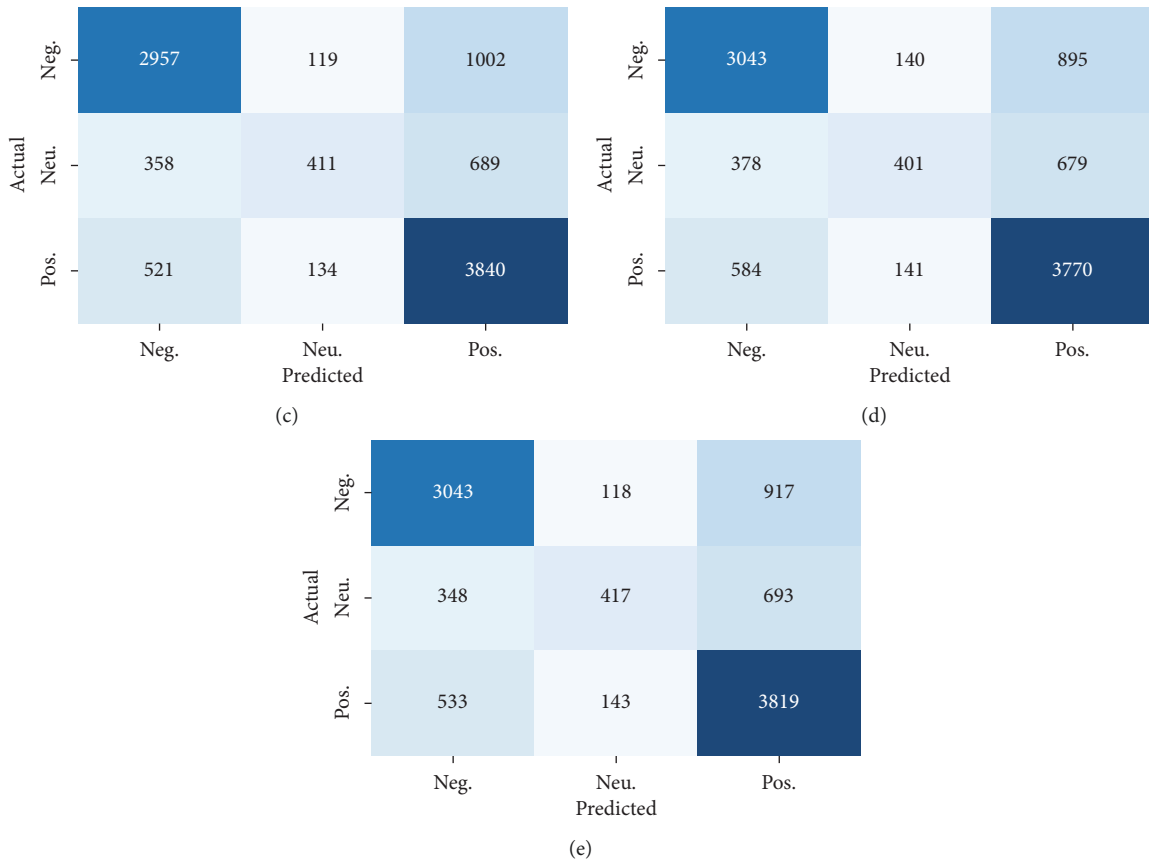 Actual
Neg.
2957 119 1002
Neu.
358 411 689
Pos.
521 134 3840
Neg. Neu. Pos.
Predicted
(c)
Actual
Neg.
3043 140 895
Neu.
378 401 679
Pos.
584 141 3770
Neg. Neu. Pos.
Predicted
(d)
Actual
Neg.
3043 118 917
Neu.
348 417 693
Pos.
533 143 3819
Neg. Neu. Pos.
Predicted
(e)